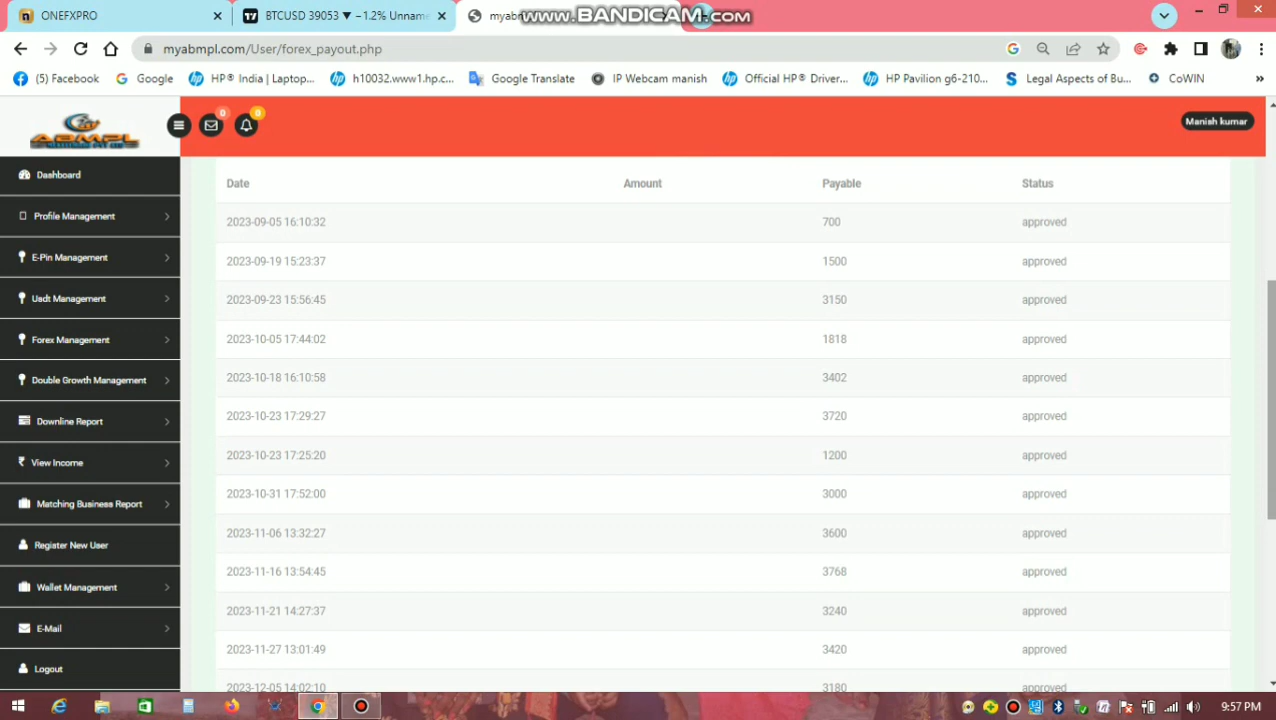 ONEFXPRO
BTCUSD 39053 ▼ −1.2% Unnam
www.BANDICAM.com
myabmpl.com/User/forex_payout.php
(5) Facebook
Google
HP® India | Laptop...
h10032.www1.hp.c...
Google Translate
IP Webcam manish
Official HP® Driver...
HP Pavilion g6-210...
Legal Aspects of Bu...
CoWIN
»
ABMPL
0
0
Manish kumar
Dashboard
Profile Management
E-Pin Management
Usdt Management
Forex Management
Double Growth Management
Downline Report
View Income
Matching Business Report
Register New User
Wallet Management
E-Mail
Logout
Date Amount Payable Status
2023-09-05 16:10:32 700 approved
2023-09-19 15:23:37 1500 approved
2023-09-23 15:56:45 3150 approved
2023-10-05 17:44:02 1818 approved
2023-10-18 16:10:58 3402 approved
2023-10-23 17:29:27 3720 approved
2023-10-23 17:25:20 1200 approved
2023-10-31 17:52:00 3000 approved
2023-11-06 13:32:27 3600 approved
2023-11-16 13:54:45 3768 approved
2023-11-21 14:27:37 3240 approved
2023-11-27 13:01:49 3420 approved
2023-12-05 14:02:10 3180 approved
9:57 PM